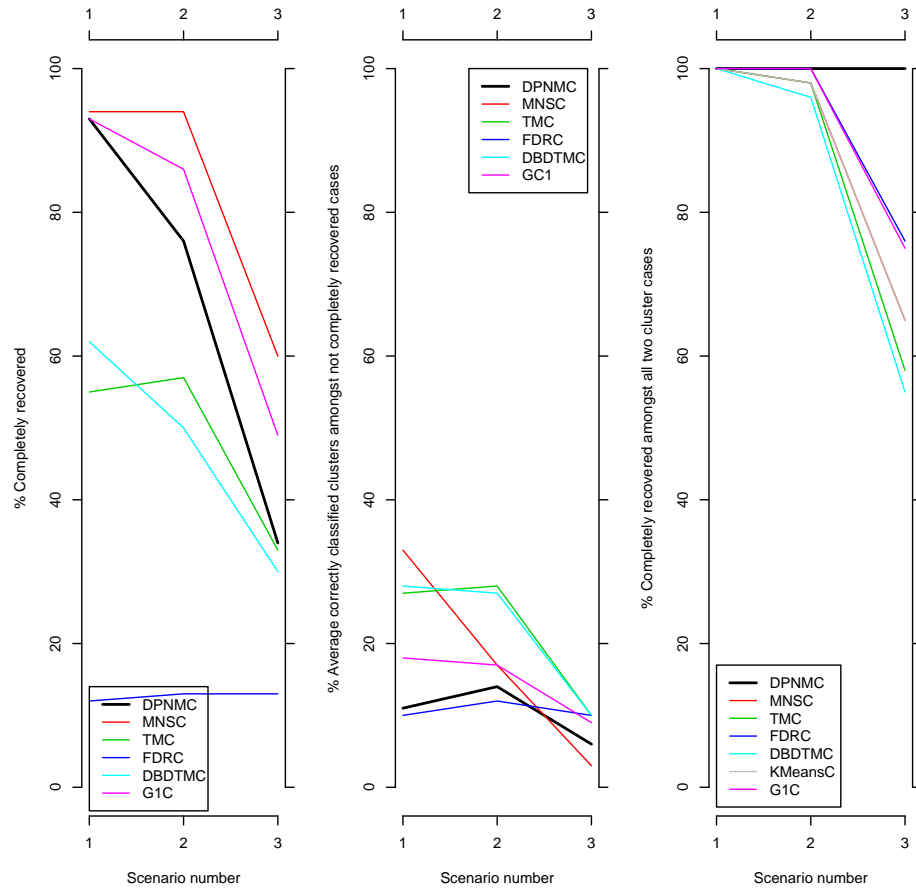 1 2 3
0 20 40 60 80 100
% Completely recovered
DPNMC
MNSC
TMC
FDRC
DBDTMC
G1C
1 2 3
Scenario number
1 2 3
0 20 40 60 80 100
% Average correctly classified clusters amongst not completely recovered cases
DPNMC
MNSC
TMC
FDRC
DBDTMC
GC1
1 2 3
Scenario number
1 2 3
0 20 40 60 80 100
% Completely recovered amongst all two cluster cases
DPNMC
MNSC
TMC
FDRC
DBDTMC
KMeansC
G1C
1 2 3
Scenario number